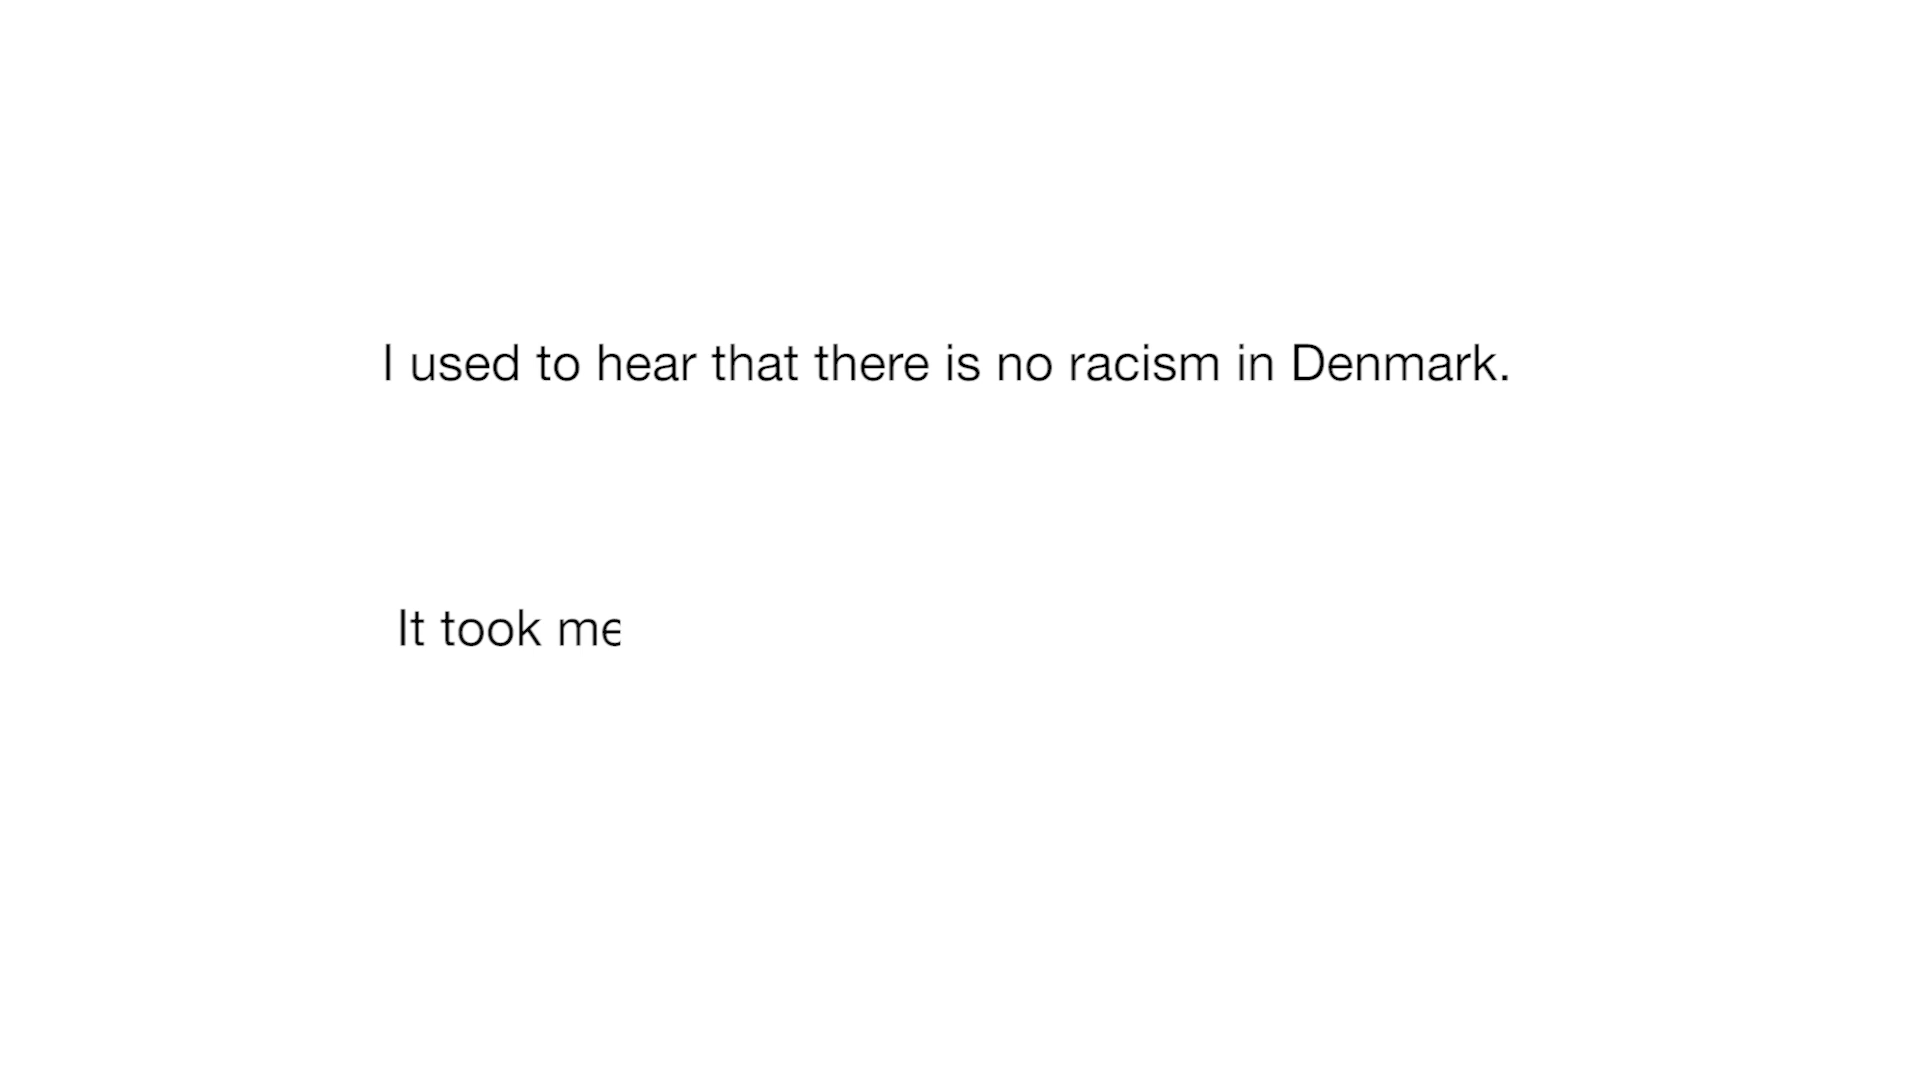 I used to hear that there is no racism in Denmark.
It took me